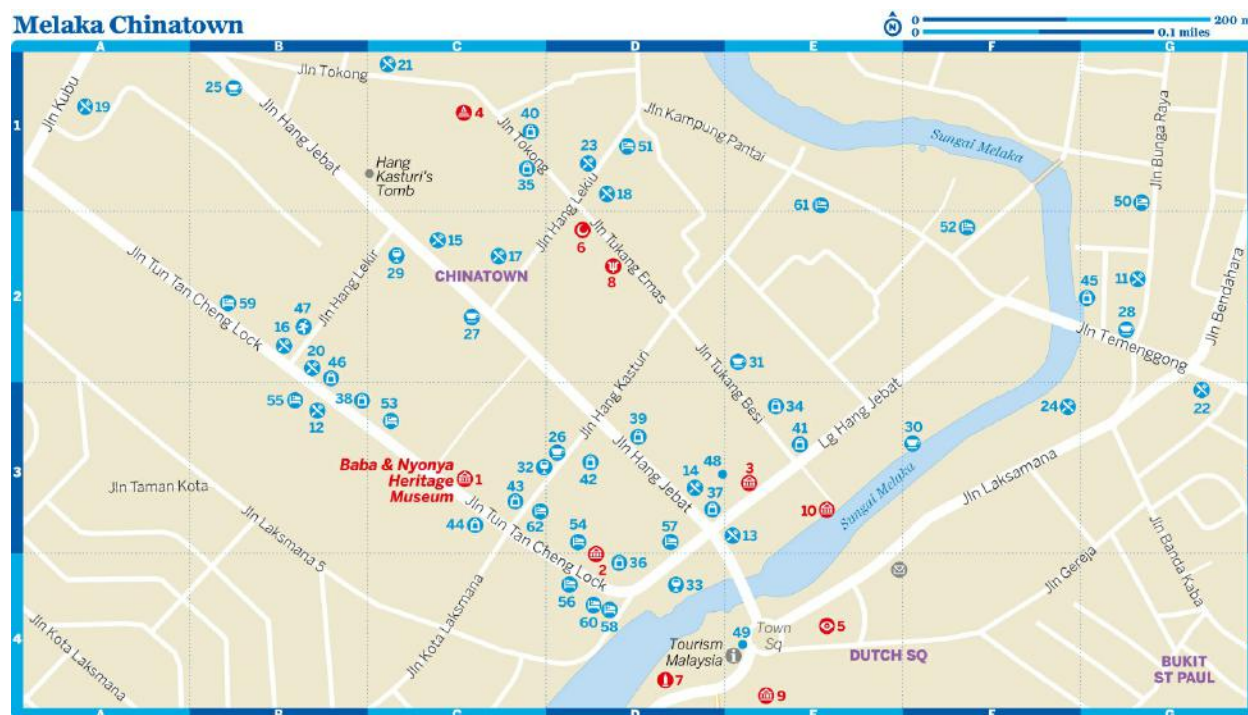 Melaka Chinatown
0 200 m
0 0.1 miles
A B C D E F G
1
2
3
4
Jln Kubu
19
25
Jln Tokong
21
Jln Hang Jebat
4
40
Jln Tokong
35
23
51
18
Jln Kampung Pantai
Sungai Melaka
Jln Bunga Raya
Hang
Kasturi's
Tomb
Jln Hang Lekiu
61
50
52
6
8
Jln Tukang Emas
15
17
29
CHINATOWN
Jln Hang Lekir
Jln Tun Tan Cheng Lock
59
47
16
20
46
27
45
11
28
Jln Bendahara
Jln Temenggong
Jln Hang Kasturi
Jln Tukang Besi
31
55
12
38
53
39
34
41
Lg Hang Jebat
30
24
22
26
32
42
Jln Hang Jebat
14
48
3
37
Baba & Nyonya
Heritage
Museum
1
43
44
62
Jln Taman Kota
Jln Laksmana 5
Jln Tun Tan Cheng Lock
54
57
13
10
Sungai Melaka
Jln Laksamana
2
36
33
56
60
58
Jln Gereja
Jln Banda Kaba
Jln Kota Laksmana
Jln Kota Laksmana
Tourism
Malaysia
49
Town
Sq
5
DUTCH SQ
BUKIT
ST PAUL
7
9
A B C D E F G